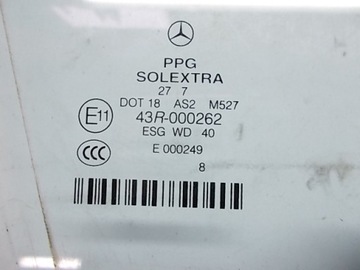 PPG
SOLEXTRA
27 7
DOT 18 AS2 M527
E11 43R-000262
ESG WD 40
CCC E 000249
8